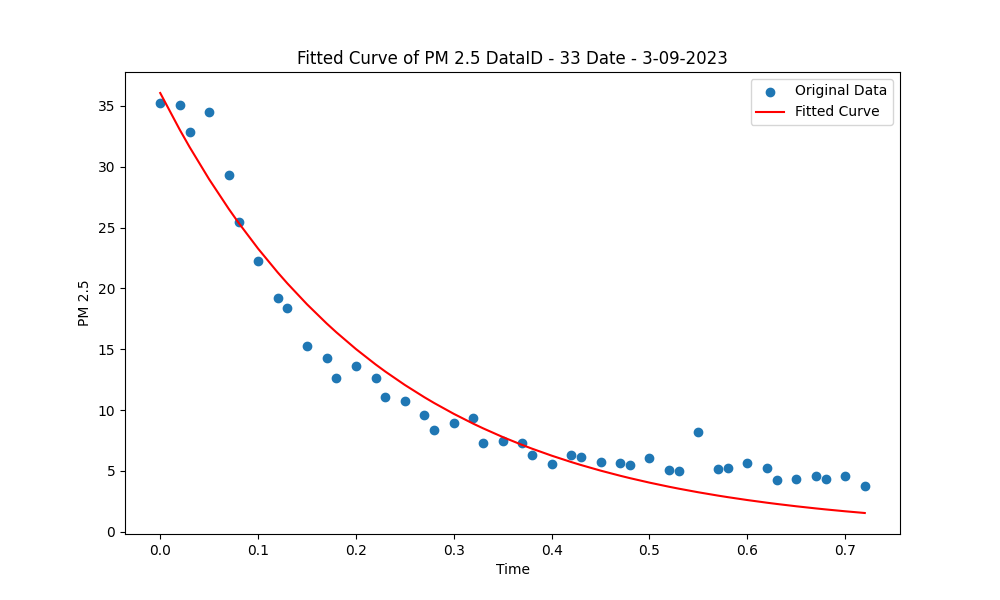 Fitted Curve of PM 2.5 DataID - 33 Date - 3-09-2023
Original Data
Fitted Curve
PM 2.5
35
30
25
20
15
10
5
0
0.0 0.1 0.2 0.3 0.4 0.5 0.6 0.7
Time